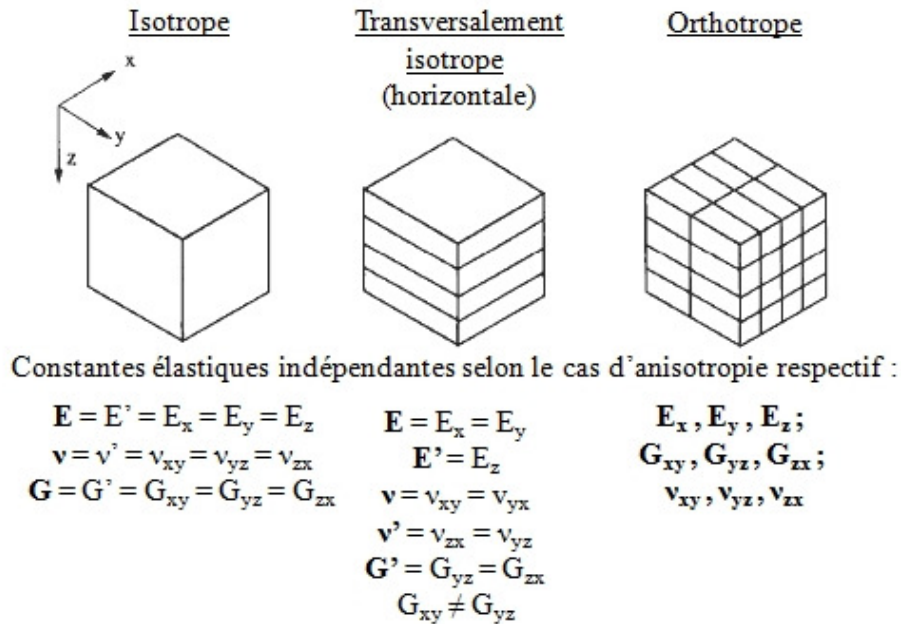 Isotrope
Transversalement
isotrope
(horizontale)
Orthotrope
x
y
z
Constantes élastiques indépendantes selon le cas d’anisotropie respectif :
E = E’ = Ex = Ey = Ez
ν = ν’ = νxy = νyz = νzx
G = G’ = Gxy = Gyz = Gzx
E = Ex = Ey
E’ = Ez
ν = νxy = νyx
ν’ = νzx = νyz
G’ = Gyz = Gzx
Gxy ≠ Gyz
Ex , Ey , Ez ;
Gxy, Gyz, Gzx ;
νxy, νyz, νzx